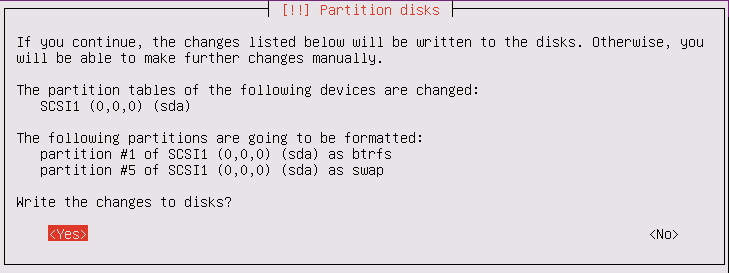 [!!] Partition disks
If you continue, the changes listed below will be written to the disks. Otherwise, you
will be able to make further changes manually.
The partition tables of the following devices are changed:
SCSI1 (0,0,0) (sda)
The following partitions are going to be formatted:
partition #1 of SCSI1 (0,0,0) (sda) as btrfs
partition #5 of SCSI1 (0,0,0) (sda) as swap
Write the changes to disks?
<Yes> <No>